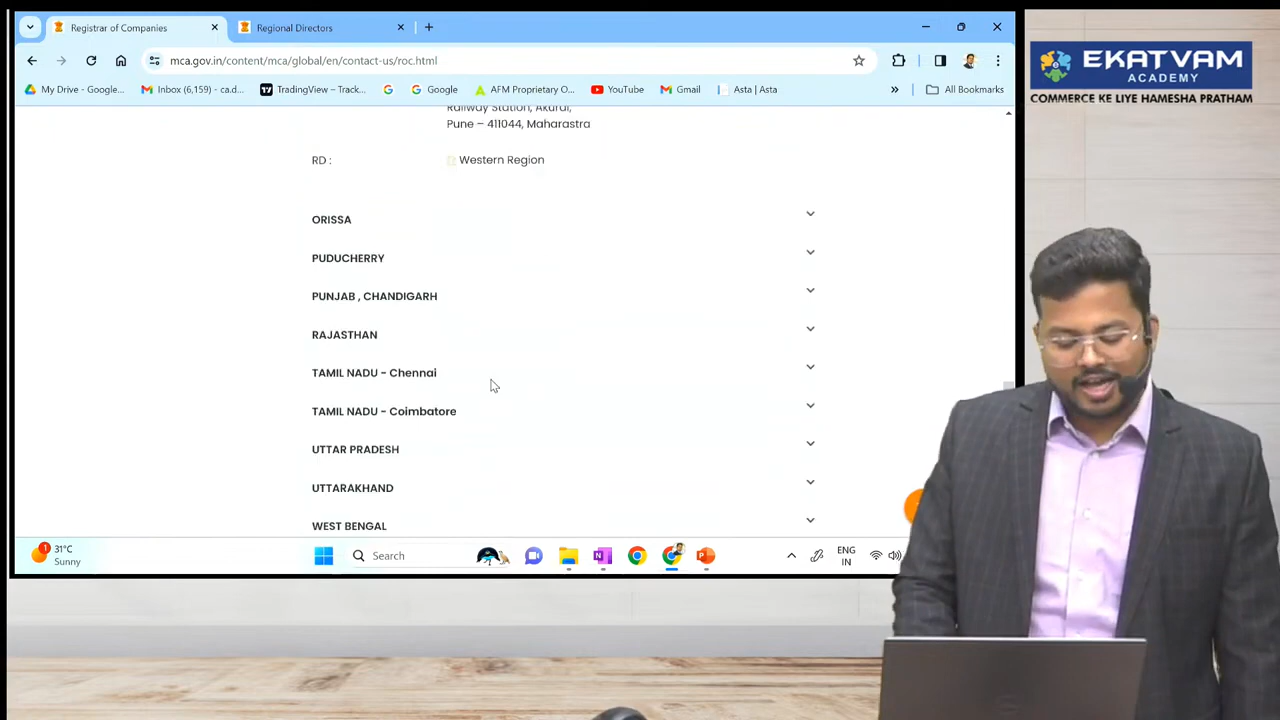 Registrar of Companies
Regional Directors
mca.gov.in/content/mca/global/en/contact-us/roc.html
My Drive - Google...
Inbox (6,159) - ca.d...
TradingView – Track...
Google
AFM Proprietary O...
YouTube
Gmail
Asta | Asta
»
All Bookmarks
EKATVAM
ACADEMY
COMMERCE KE LIYE HAMESHA PRATHAM
Railway Station, Akurdi,
Pune – 411044, Maharastra
RD :
Western Region
ORISSA
PUDUCHERRY
PUNJAB , CHANDIGARH
RAJASTHAN
TAMIL NADU - Chennai
TAMIL NADU - Coimbatore
UTTAR PRADESH
UTTARAKHAND
WEST BENGAL
1
31°C
Sunny
Search
ENG
IN